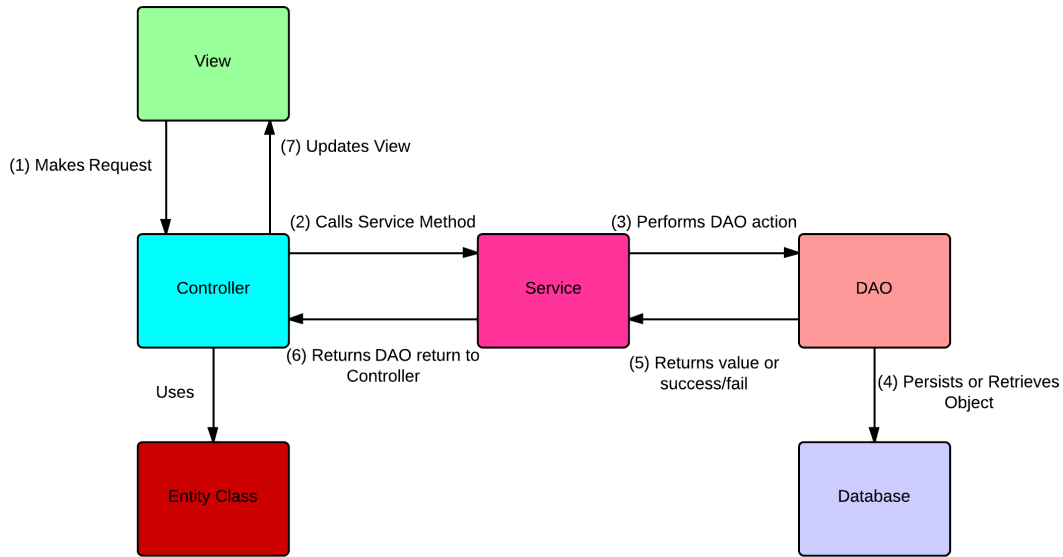 View
(1) Makes Request
(7) Updates View
(2) Calls Service Method
(3) Performs DAO action
Controller
Service
DAO
(6) Returns DAO return to
Controller
(5) Returns value or
success/fail
Uses
(4) Persists or Retrieves
Object
Entity Class
Database